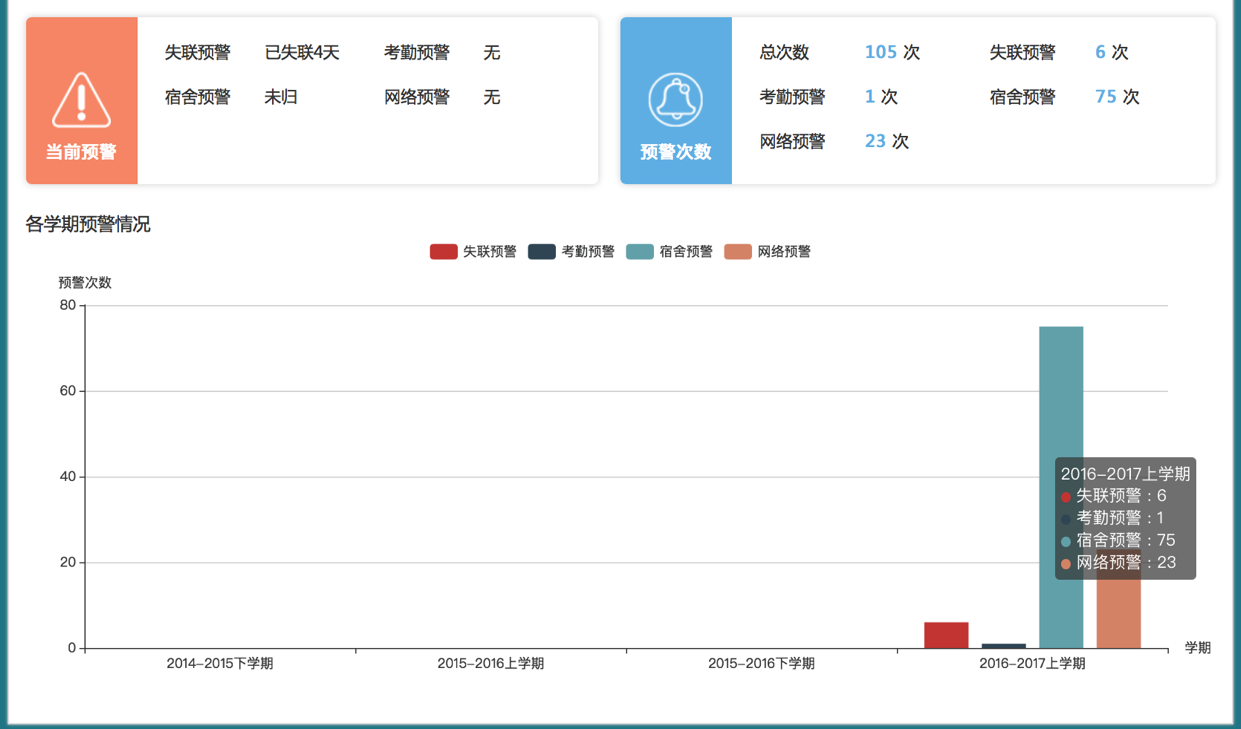 失联预警 已失联4天 考勤预警 无
宿舍预警 未归 网络预警 无
当前预警
总次数 105 次 失联预警 6 次
考勤预警 1 次 宿舍预警 75 次
网络预警 23 次
预警次数
各学期预警情况
失联预警 考勤预警 宿舍预警 网络预警
预警次数
80
60
40
20
0
2016-2017上学期
失联预警：6
考勤预警：1
宿舍预警：75
网络预警：23
2014-2015下学期 2015-2016上学期 2015-2016下学期 2016-2017上学期
学期